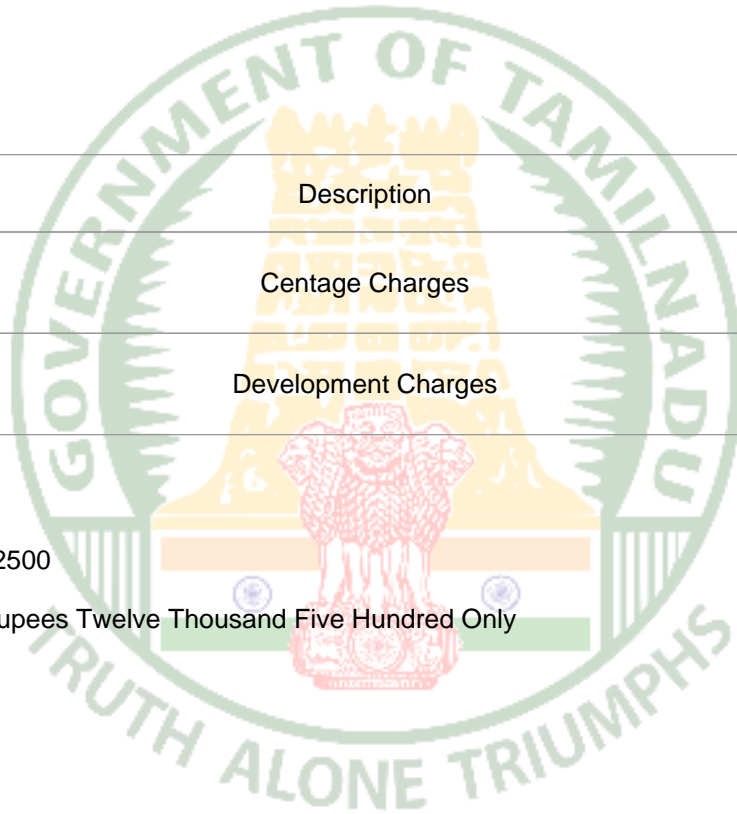 GOVERNMENT OF TAMILNADU
Description
Centage Charges
Development Charges
2500
upees Twelve Thousand Five Hundred Only
TRUTH ALONE TRIUMPHS